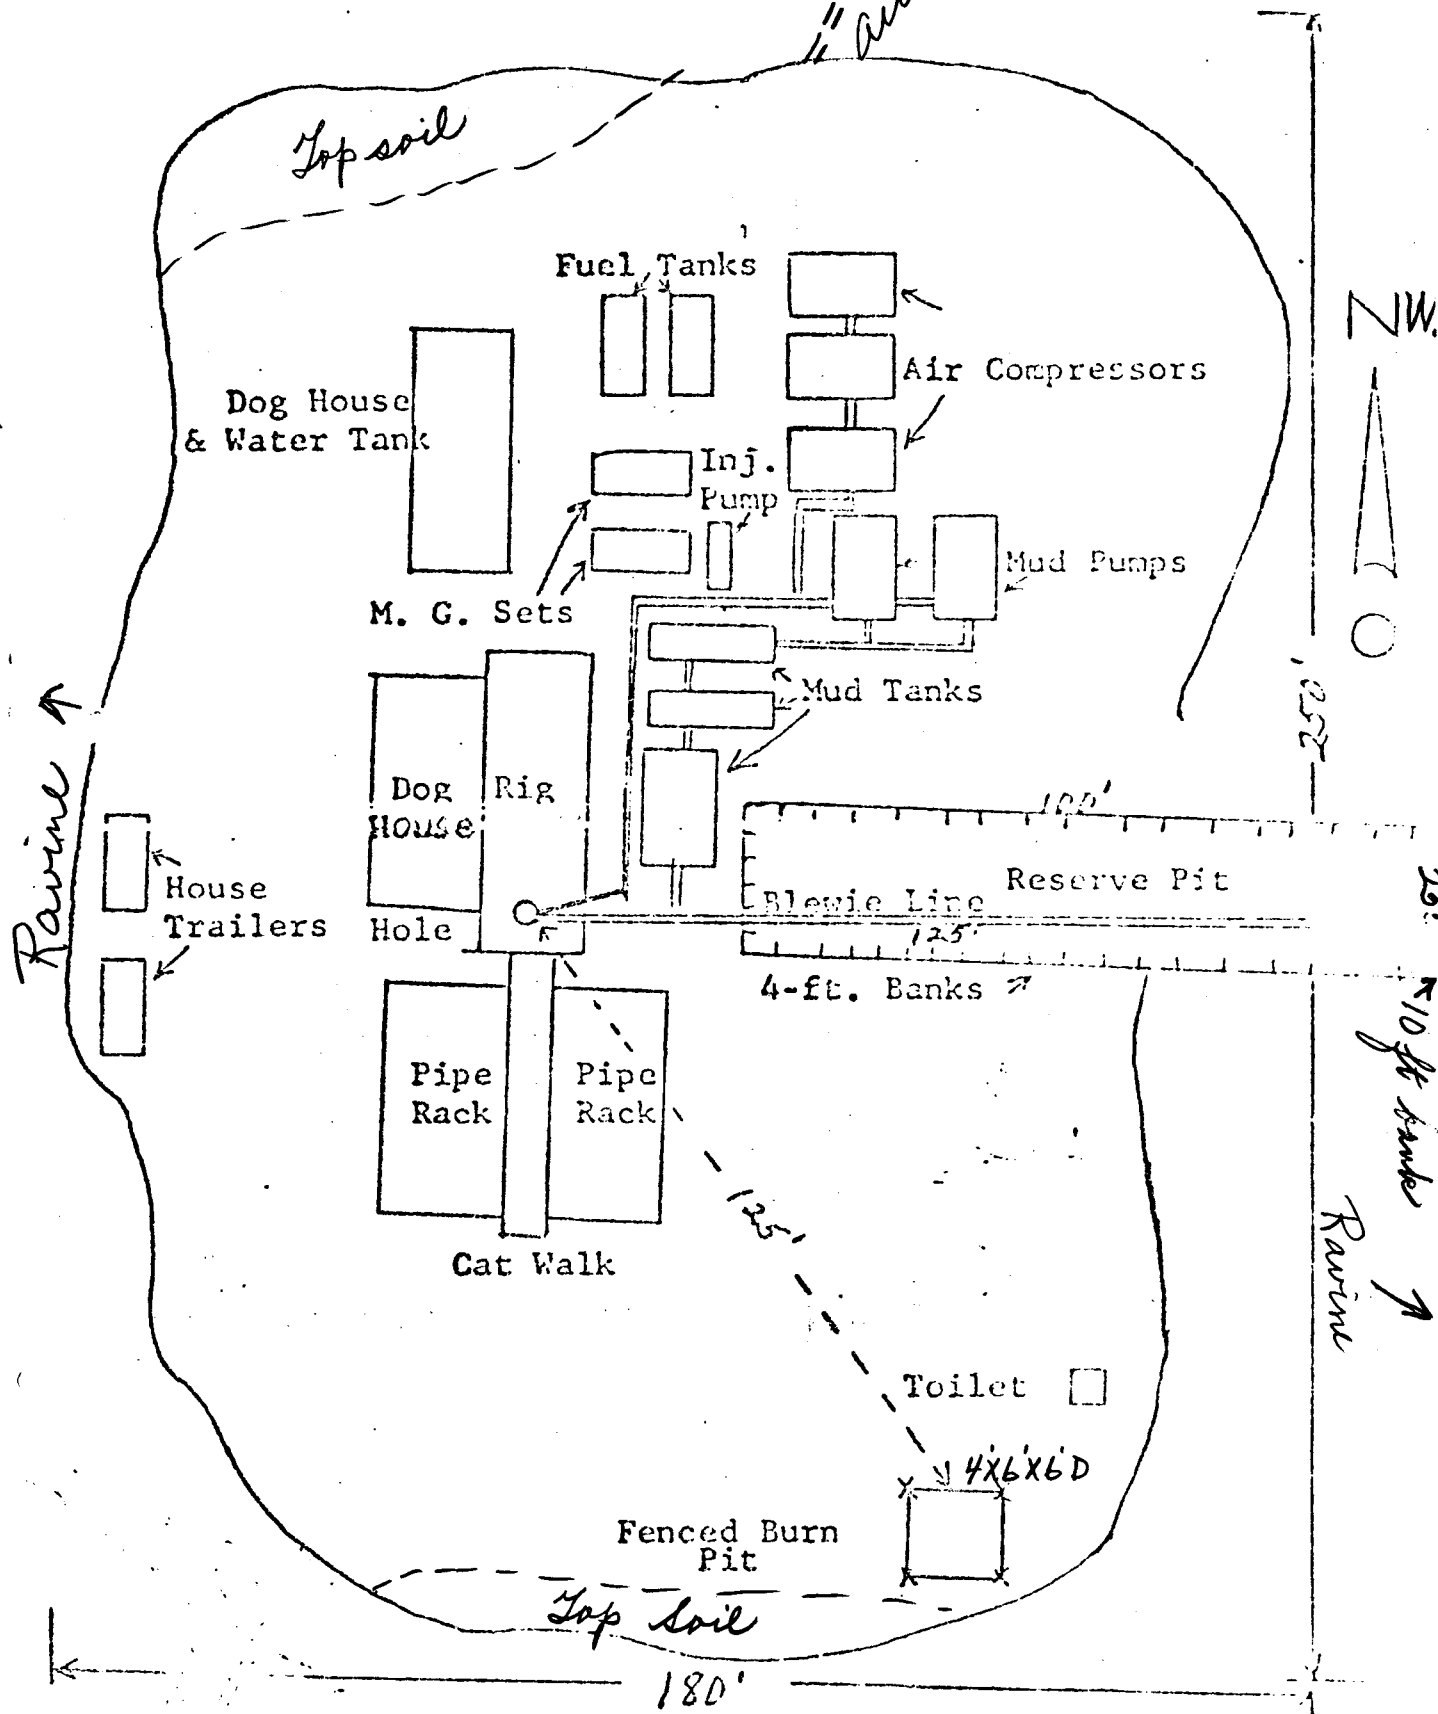 Top soil
Fuel Tanks
NW.
Air Compressors
Dog House
& Water Tank
Inj.
Pump
Mud Pumps
M. G. Sets
250'
Mud Tanks
Ravine
Dog
House
Rig
100'
Reserve Pit
20'
House
Trailers
Hole
Blewie Line
125'
4-ft. Banks
10 ft bank
Pipe
Rack
Pipe
Rack
125'
Ravine
Cat Walk
Toilet
4'X6'X6'D
Fenced Burn
Pit
Top Soil
180'